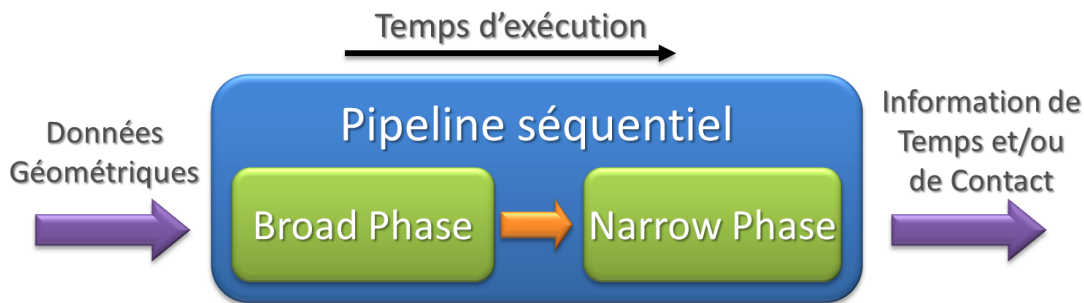 Temps d'exécution
Données
Géométriques
Pipeline séquentiel
Broad Phase
Narrow Phase
Information de
Temps et/ou
de Contact